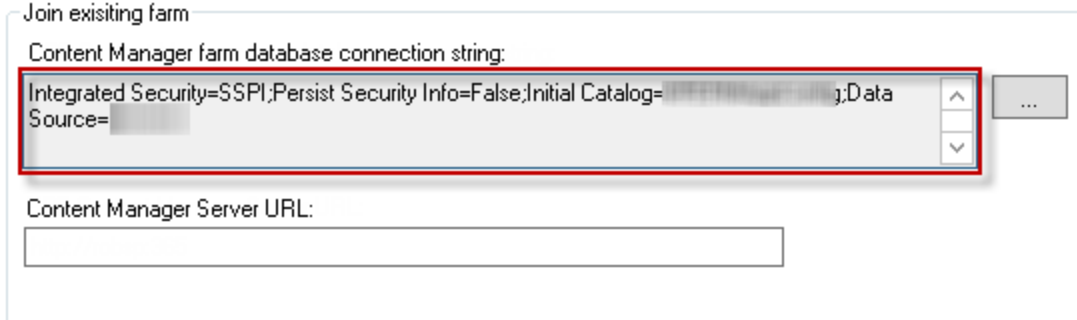 Join exisiting farm
Content Manager farm database connection string:
Integrated Security=SSPI;Persist Security Info=False;Initial Catalog= g;Data
Source=
...
Content Manager Server URL: